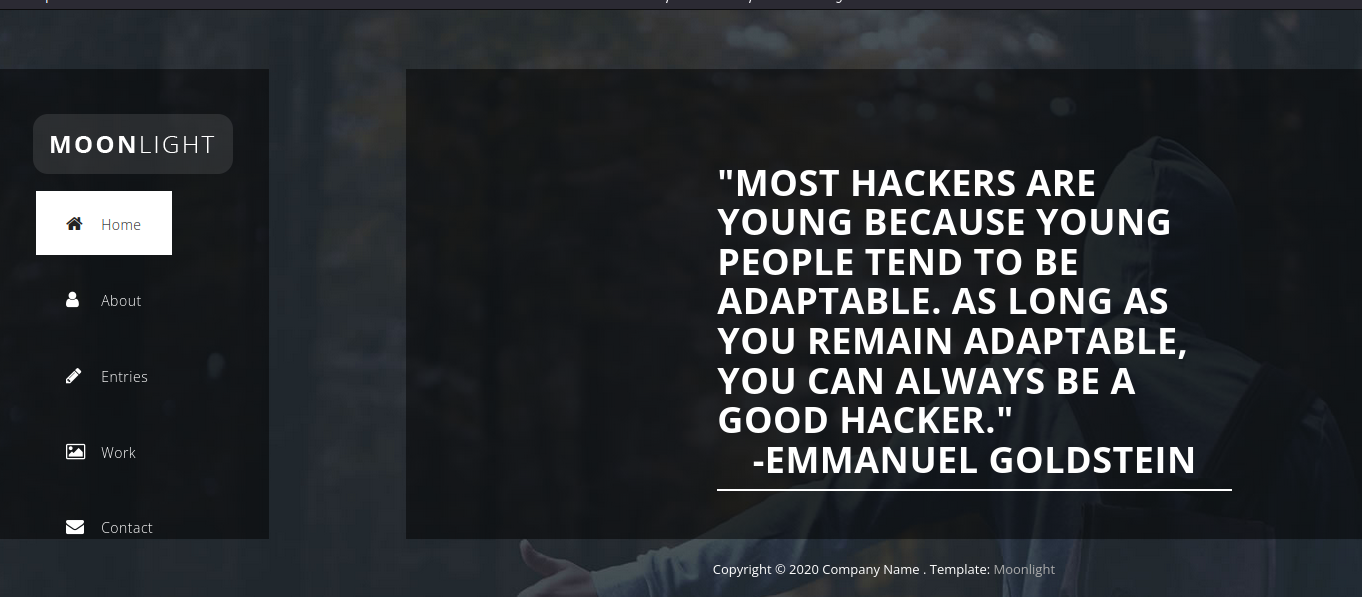 MOONLIGHT
Home
About
Entries
Work
Contact
"MOST HACKERS ARE
YOUNG BECAUSE YOUNG
PEOPLE TEND TO BE
ADAPTABLE. AS LONG AS
YOU REMAIN ADAPTABLE,
YOU CAN ALWAYS BE A
GOOD HACKER."
-EMMANUEL GOLDSTEIN
Copyright © 2020 Company Name . Template: Moonlight